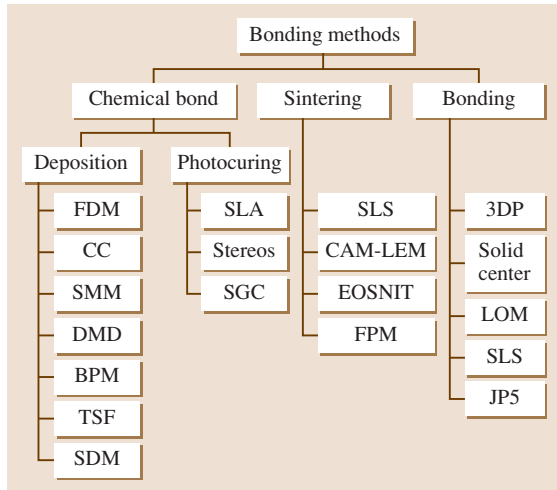 Bonding methods
Chemical bond
Sintering
Bonding
Deposition
Photocuring
FDM
CC
SMM
DMD
BPM
TSF
SDM
SLA
Stereos
SGC
SLS
CAM-LEM
EOSNIT
FPM
3DP
Solid
center
LOM
SLS
JP5